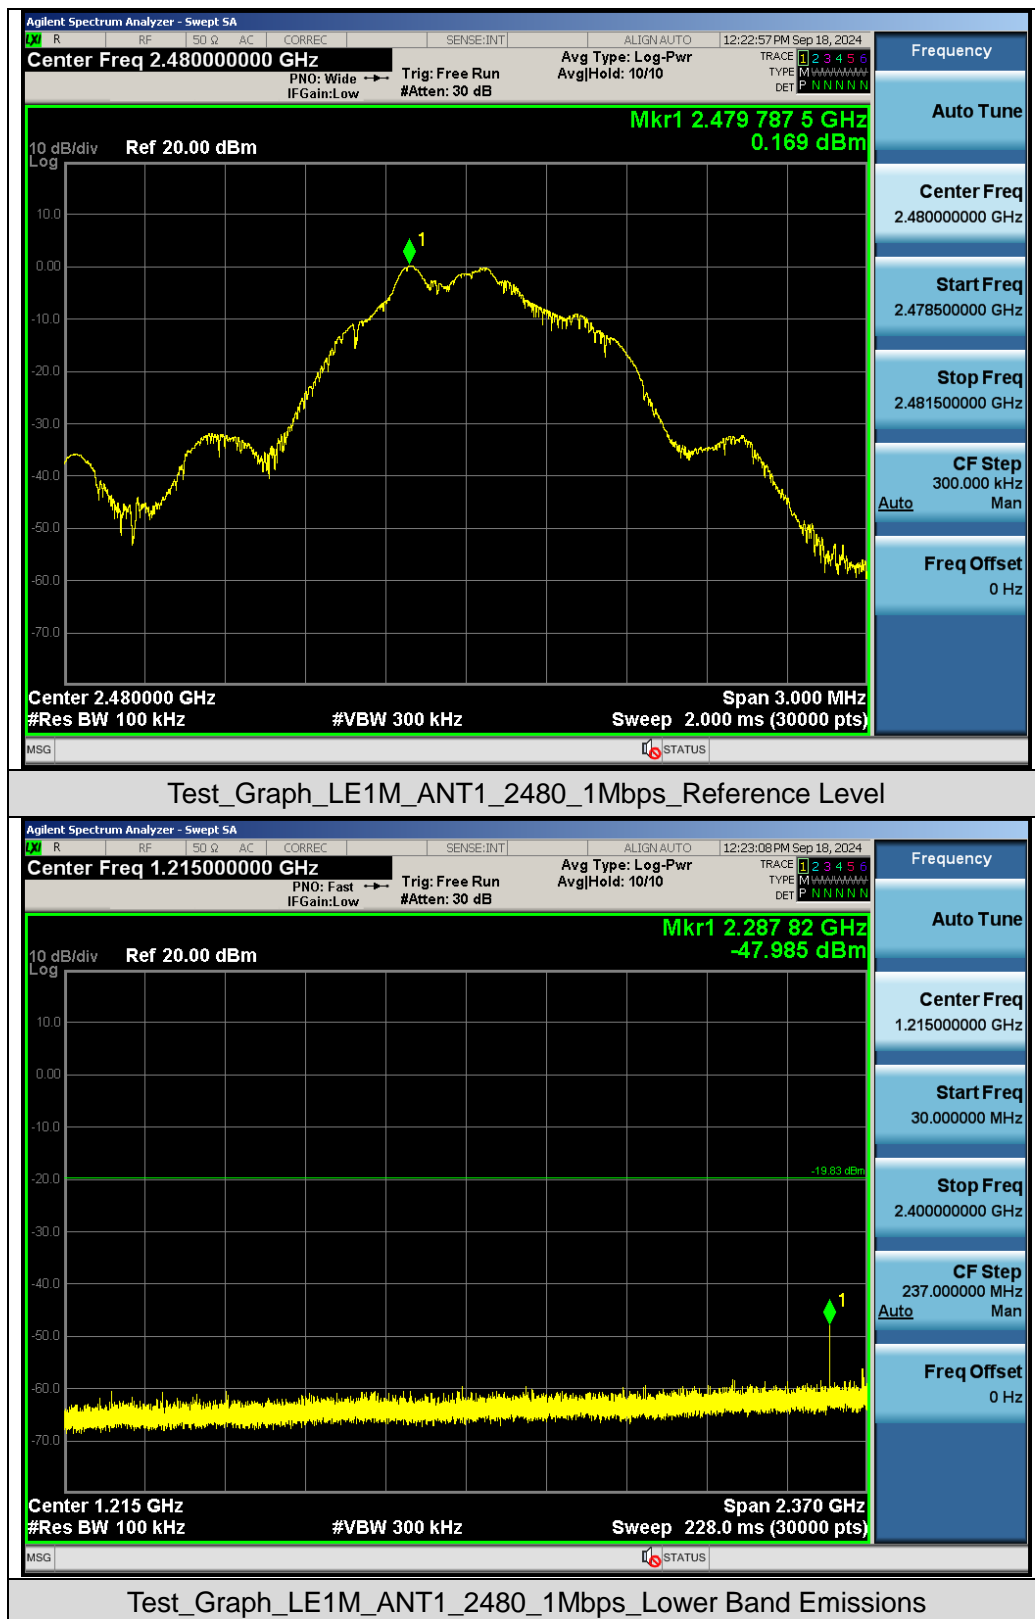 Agilent Spectrum Analyzer - Swept SA
LXI R RF 50 Ω AC CORREC SENSE:INT ALIGN AUTO 12:22:57 PM Sep 18, 2024
Center Freq 2.480000000 GHz
PNO: Wide
IFGain:Low
Trig: Free Run
#Atten: 30 dB
Avg Type: Log-Pwr
Avg|Hold: 10/10
TRACE 1 2 3 4 5 6
TYPE M W W W W W
DET P N N N N N
Mkr1 2.479 787 5 GHz
0.169 dBm
10 dB/div Ref 20.00 dBm
Log
10.0
0.00
-10.0
-20.0
-30.0
-40.0
-50.0
-60.0
-70.0
1
Center 2.480000 GHz Span 3.000 MHz
#Res BW 100 kHz #VBW 300 kHz Sweep 2.000 ms (30000 pts)
MSG STATUS
Frequency
Auto Tune
Center Freq
2.480000000 GHz
Start Freq
2.478500000 GHz
Stop Freq
2.481500000 GHz
CF Step
300.000 kHz
Auto Man
Freq Offset
0 Hz
Test_Graph_LE1M_ANT1_2480_1Mbps_Reference Level
Agilent Spectrum Analyzer - Swept SA
LXI R RF 50 Ω AC CORREC SENSE:INT ALIGN AUTO 12:23:08 PM Sep 18, 2024
Center Freq 1.215000000 GHz
PNO: Fast
IFGain:Low
Trig: Free Run
#Atten: 30 dB
Avg Type: Log-Pwr
Avg|Hold: 10/10
TRACE 1 2 3 4 5 6
TYPE M W W W W W
DET P N N N N N
Mkr1 2.287 82 GHz
-47.985 dBm
10 dB/div Ref 20.00 dBm
Log
10.0
0.00
-10.0
-20.0
-30.0
-40.0
-50.0
-60.0
-70.0
-19.83 dBm
1
Center 1.215 GHz Span 2.370 GHz
#Res BW 100 kHz #VBW 300 kHz Sweep 228.0 ms (30000 pts)
MSG STATUS
Frequency
Auto Tune
Center Freq
1.215000000 GHz
Start Freq
30.000000 MHz
Stop Freq
2.400000000 GHz
CF Step
237.000000 MHz
Auto Man
Freq Offset
0 Hz
Test_Graph_LE1M_ANT1_2480_1Mbps_Lower Band Emissions